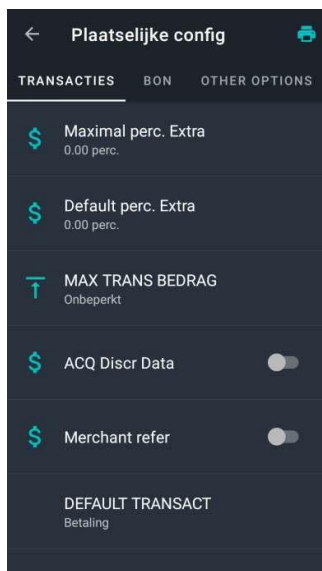 Plaatselijke config
TRANSACTIES BON OTHER OPTIONS
Maximal perc. Extra
0.00 perc.
Default perc. Extra
0.00 perc.
MAX TRANS BEDRAG
Onbeperkt
ACQ Discr Data
Merchant refer
DEFAULT TRANSACT
Betaling